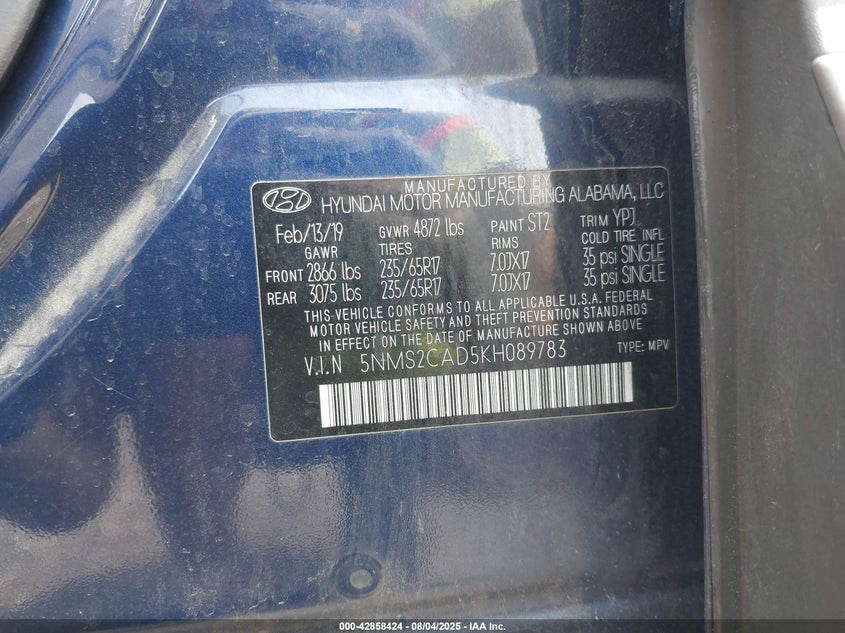 MANUFACTURED BY
HYUNDAI MOTOR MANUFACTURING ALABAMA, LLC
Feb/13/19 GVWR 4872 lbs PAINT ST2 TRIM YPJ
GAWR TIRES RIMS COLD TIRE INFL
FRONT 2866 lbs 235/65R17 7.0JX17 35 psi SINGLE
REAR 3075 lbs 235/65R17 7.0JX17 35 psi SINGLE
THIS VEHICLE CONFORMS TO ALL APPLICABLE U.S.A. FEDERAL
MOTOR VEHICLE SAFETY AND THEFT PREVENTION STANDARDS
IN EFFECT ON THE DATE OF MANUFACTURE SHOWN ABOVE
V.I.N 5NMS2CAD5KH089783 TYPE: MPV
000-42858424 - 08/04/2025 - IAA Inc.